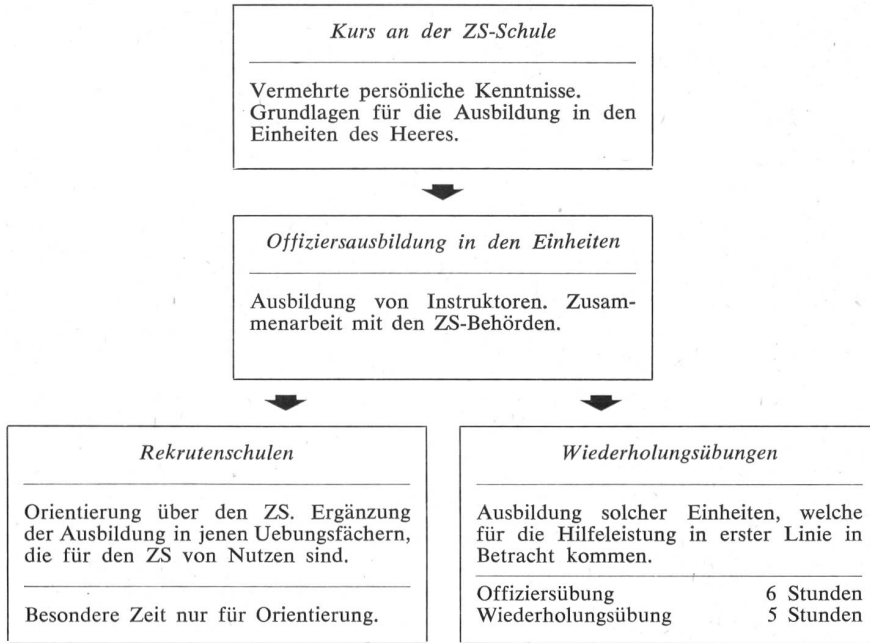 Kurs an der ZS-Schule
Vermehrte persönliche Kenntnisse.
Grundlagen für die Ausbildung in den
Einheiten des Heeres.
Offiziersausbildung in den Einheiten
Ausbildung von Instruktoren. Zusam-
menarbeit mit den ZS-Behörden.
Rekrutenschulen
Orientierung über den ZS. Ergänzung
der Ausbildung in jenen Uebungsfächern,
die für den ZS von Nutzen sind.
Besondere Zeit nur für Orientierung.
Wiederholungsübungen
Ausbildung solcher Einheiten, welche
für die Hilfeleistung in erster Linie in
Betracht kommen.
Offiziersübung 6 Stunden
Wiederholungsübung 5 Stunden